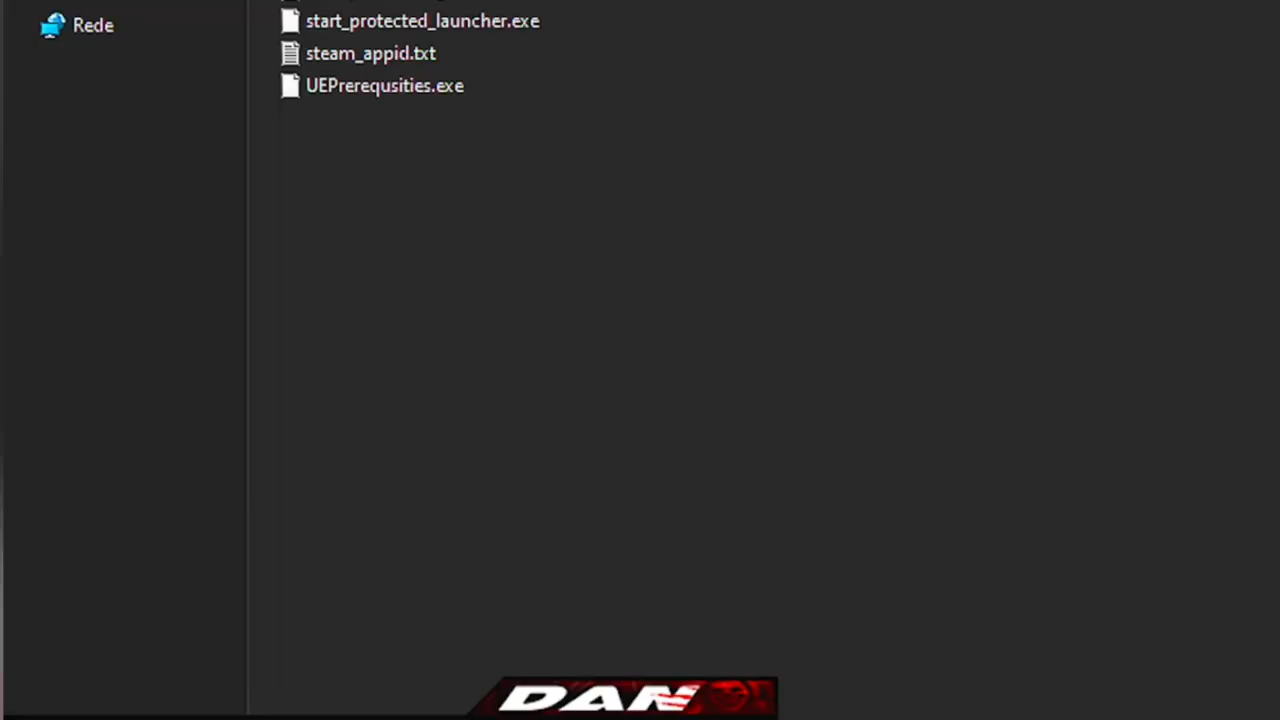 Rede
start_protected_launcher.exe
steam_appid.txt
UEPrerequsities.exe
DAN